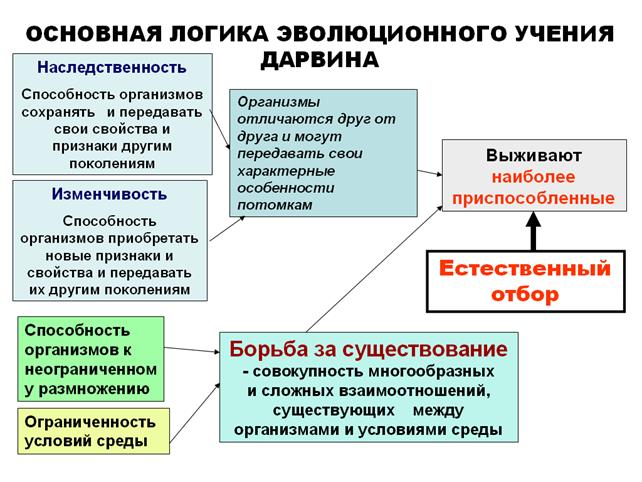 ОСНОВНАЯ ЛОГИКА ЭВОЛЮЦИОННОГО УЧЕНИЯ
ДАРВИНА
Наследственность
Способность организмов
сохранять и передавать
свои свойства и
признаки другим
поколениям
Организмы
отличаются друг от
друга и могут
передавать свои
характерные
особенности
потомкам
Выживают
наиболее
приспособленные
Изменчивость
Способность
организмов приобретать
новые признаки и
свойства и передавать
их другим поколениям
Естественный
отбор
Способность
организмов к
неограниченном
у размножению
Борьба за существование
- совокупность многообразных
и сложных взаимоотношений,
существующих между
организмами и условиями среды
Ограниченность
условий среды